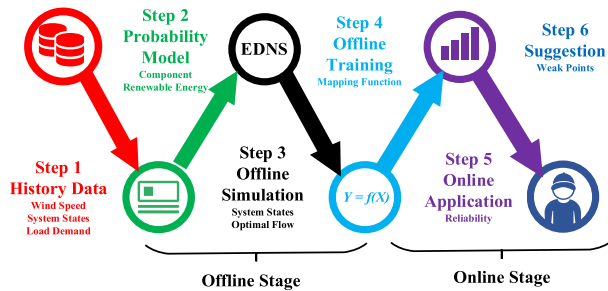 Step 1
History Data
Wind Speed
System States
Load Demand
Step 2
Probability
Model
Component
Renewable Energy
EDNS
Step 3
Offline
Simulation
System States
Optimal Flow
Step 4
Offline
Training
Mapping Function
Y = f(X)
Step 5
Online
Application
Reliability
Step 6
Suggestion
Weak Points
Offline Stage
Online Stage